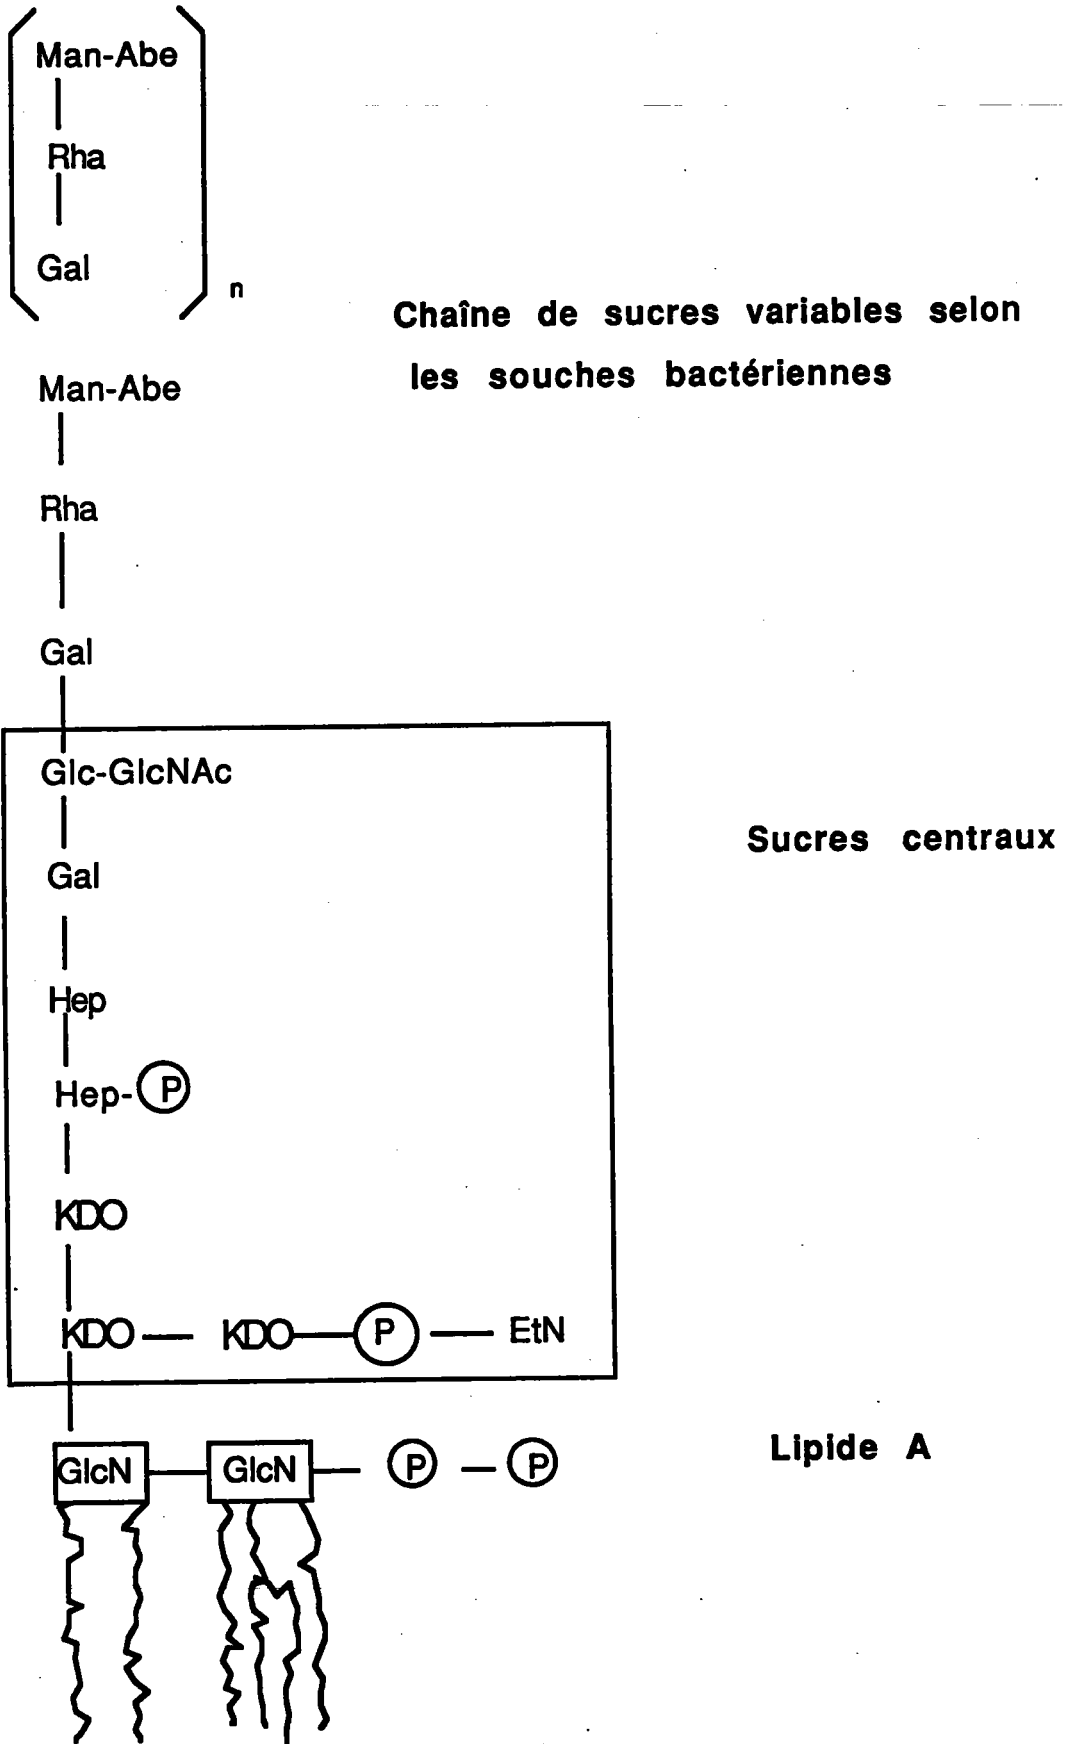 Man-Abe
Rha
Gal
n
Chaîne de sucres variables selon
les souches bactériennes
Man-Abe
Rha
Gal
Glc-GlcNAc
Sucres centraux
Gal
Hep
Hep-P
KDO
KDO — KDO — P — EtN
Lipide A
GlcN — GlcN — P — P